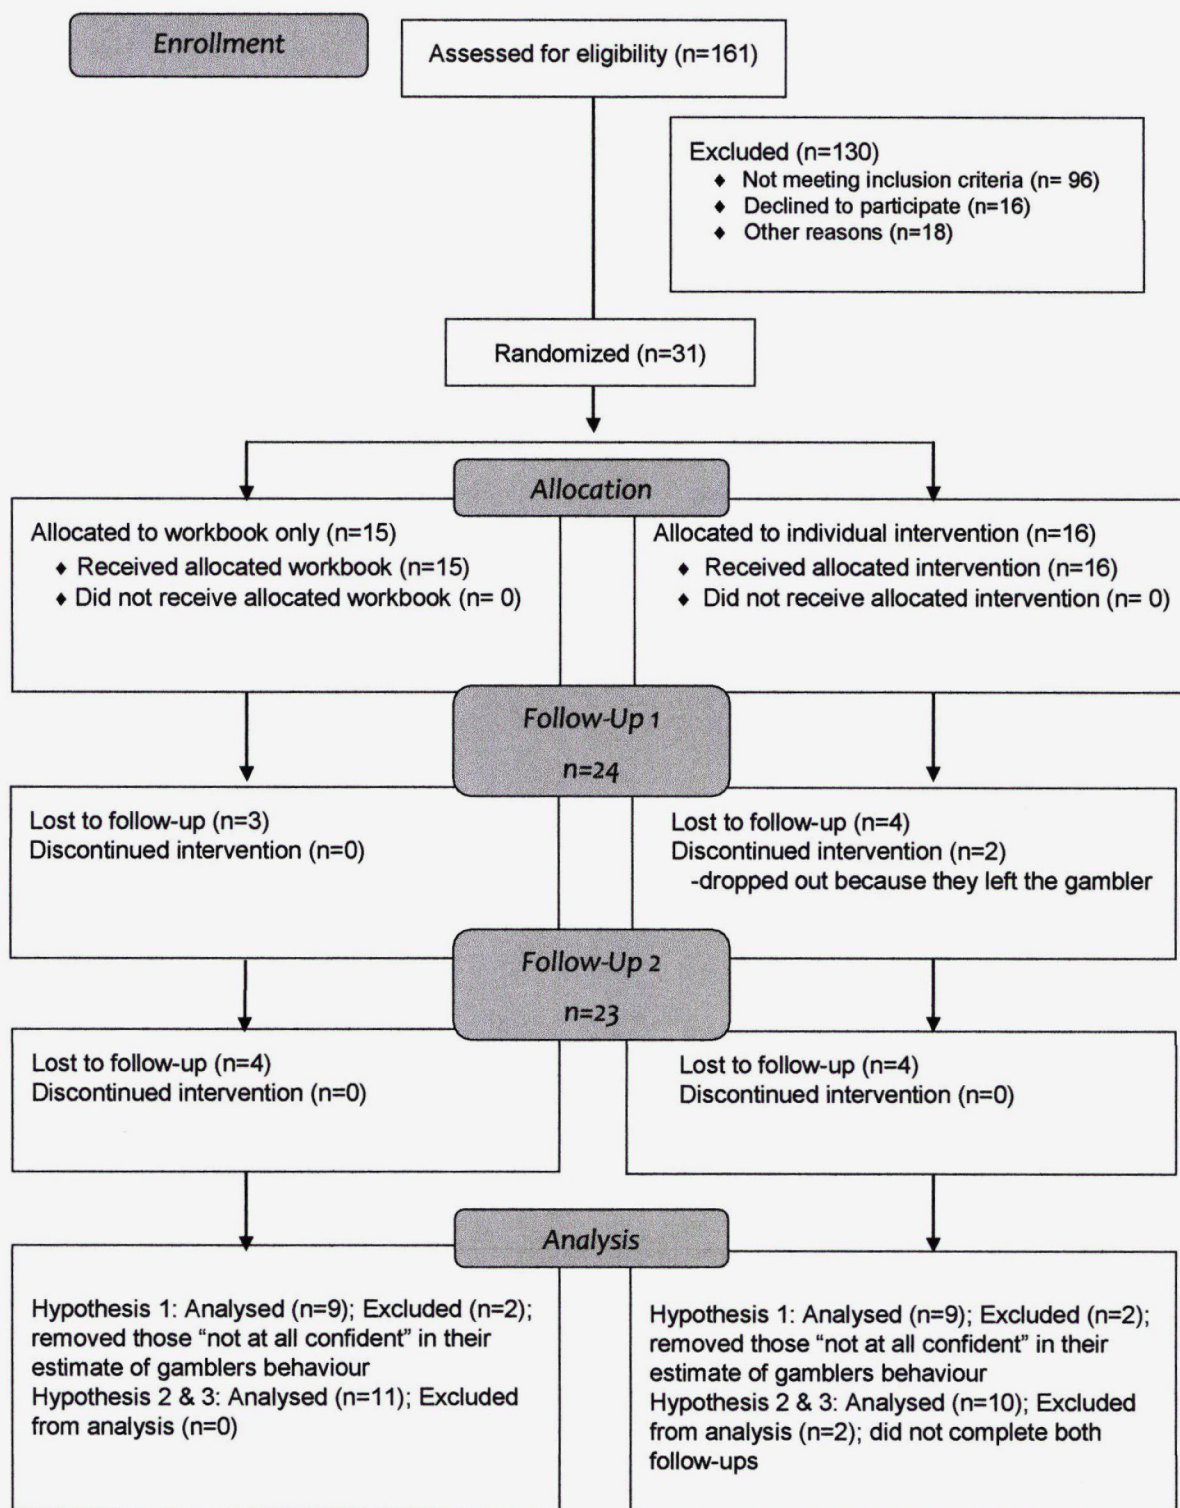 Enrollment
Assessed for eligibility (n=161)
Excluded (n=130)
♦ Not meeting inclusion criteria (n= 96)
♦ Declined to participate (n=16)
♦ Other reasons (n=18)
Randomized (n=31)
Allocation
Allocated to workbook only (n=15)
♦ Received allocated workbook (n=15)
♦ Did not receive allocated workbook (n= 0)
Allocated to individual intervention (n=16)
♦ Received allocated intervention (n=16)
♦ Did not receive allocated intervention (n= 0)
Follow-Up 1
n=24
Lost to follow-up (n=3)
Discontinued intervention (n=0)
Lost to follow-up (n=4)
Discontinued intervention (n=2)
-dropped out because they left the gambler
Follow-Up 2
n=23
Lost to follow-up (n=4)
Discontinued intervention (n=0)
Lost to follow-up (n=4)
Discontinued intervention (n=0)
Analysis
Hypothesis 1: Analysed (n=9); Excluded (n=2);
removed those “not at all confident” in their
estimate of gamblers behaviour
Hypothesis 2 & 3: Analysed (n=11); Excluded
from analysis (n=0)
Hypothesis 1: Analysed (n=9); Excluded (n=2);
removed those “not at all confident” in their
estimate of gamblers behaviour
Hypothesis 2 & 3: Analysed (n=10); Excluded
from analysis (n=2); did not complete both
follow-ups